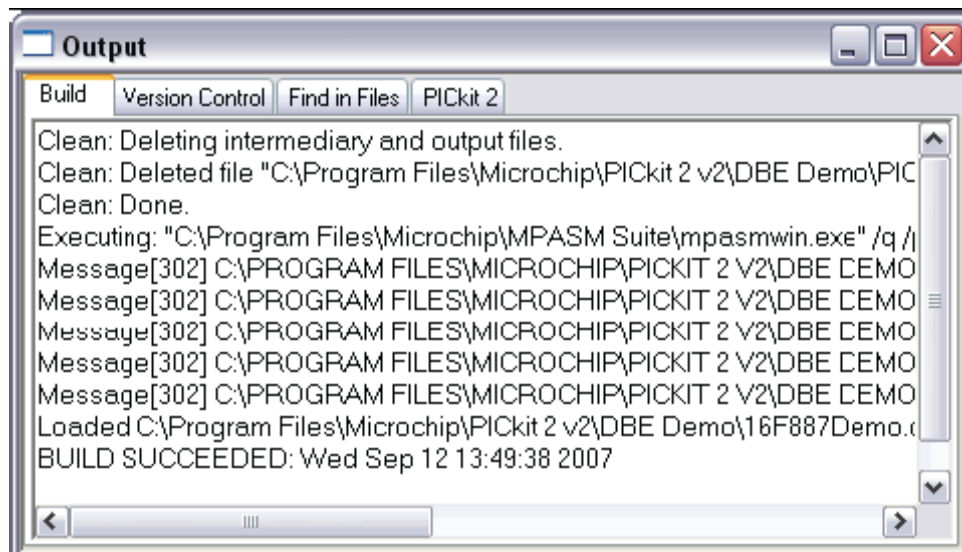 Output
Build Version Control Find in Files PICkit 2
Clean: Deleting intermediary and output files.
Clean: Deleted file "C:\Program Files\Microchip\PICkit 2 v2\DBE Demo\PIC
Clean: Done.
Executing: "C:\Program Files\Microchip\MPASM Suite\mpasmwin.exe" /q /p
Message[302] C:\PROGRAM FILES\MICROCHIP\PICKIT 2 V2\DBE DEMO
Message[302] C:\PROGRAM FILES\MICROCHIP\PICKIT 2 V2\DBE DEMO
Message[302] C:\PROGRAM FILES\MICROCHIP\PICKIT 2 V2\DBE DEMO
Message[302] C:\PROGRAM FILES\MICROCHIP\PICKIT 2 V2\DBE DEMO
Message[302] C:\PROGRAM FILES\MICROCHIP\PICKIT 2 V2\DBE DEMO
Loaded C:\Program Files\Microchip\PICkit 2 v2\DBE Demo\16F887Demo.c
BUILD SUCCEEDED: Wed Sep 12 13:49:38 2007